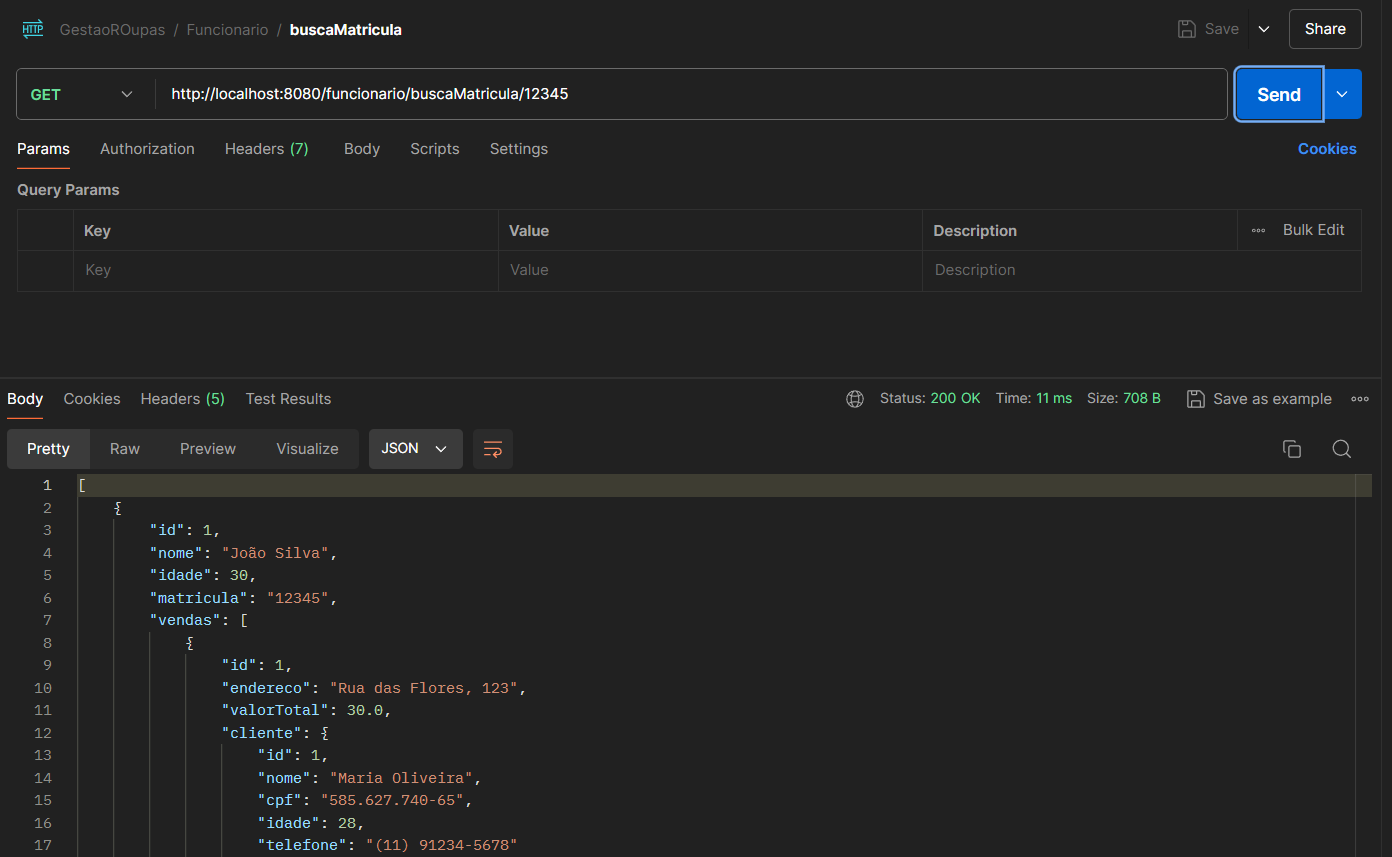 HTTP GestaoROupas / Funcionario / buscaMatricula Save Share
GET http://localhost:8080/funcionario/buscaMatricula/12345 Send
Params Authorization Headers (7) Body Scripts Settings Cookies
Query Params
Key Value Description Bulk Edit
Key Value Description
Body Cookies Headers (5) Test Results Status: 200 OK Time: 11 ms Size: 708 B Save as example
Pretty Raw Preview Visualize JSON
1 [
2 {
3 "id": 1,
4 "nome": "João Silva",
5 "idade": 30,
6 "matricula": "12345",
7 "vendas": [
8 {
9 "id": 1,
10 "endereco": "Rua das Flores, 123",
11 "valorTotal": 30.0,
12 "cliente": {
13 "id": 1,
14 "nome": "Maria Oliveira",
15 "cpf": "585.627.740-65",
16 "idade": 28,
17 "telefone": "(11) 91234-5678"